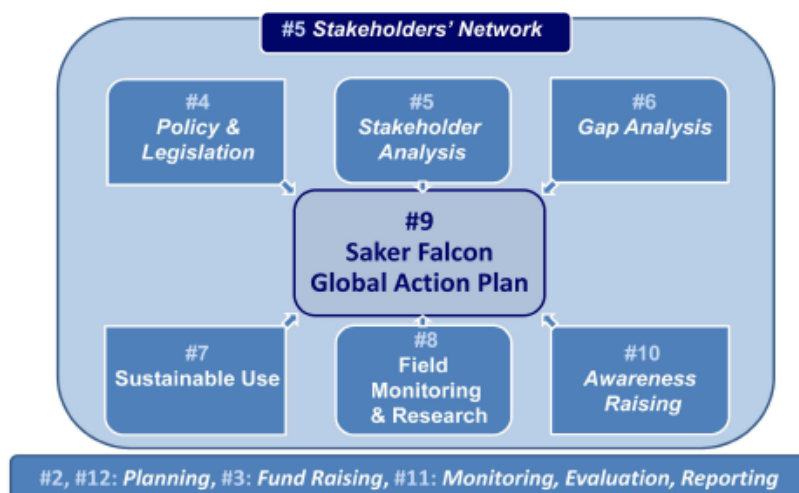 #5 Stakeholders' Network
#4
Policy &
Legislation
#5
Stakeholder
Analysis
#6
Gap Analysis
#9
Saker Falcon
Global Action Plan
#7
Sustainable Use
#8
Field
Monitoring
& Research
#10
Awareness
Raising
#2, #12: Planning, #3: Fund Raising, #11: Monitoring, Evaluation, Reporting